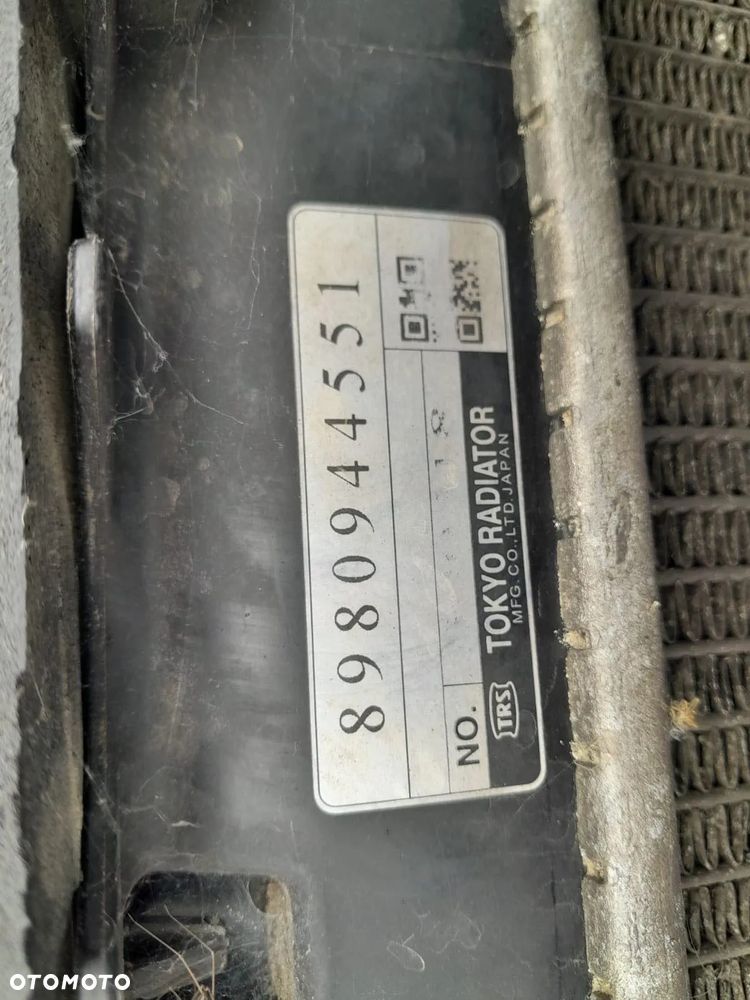 8980944551
NO.
TRS TOKYO RADIATOR
MFG.CO.,LTD.JAPAN
OTOMOTO